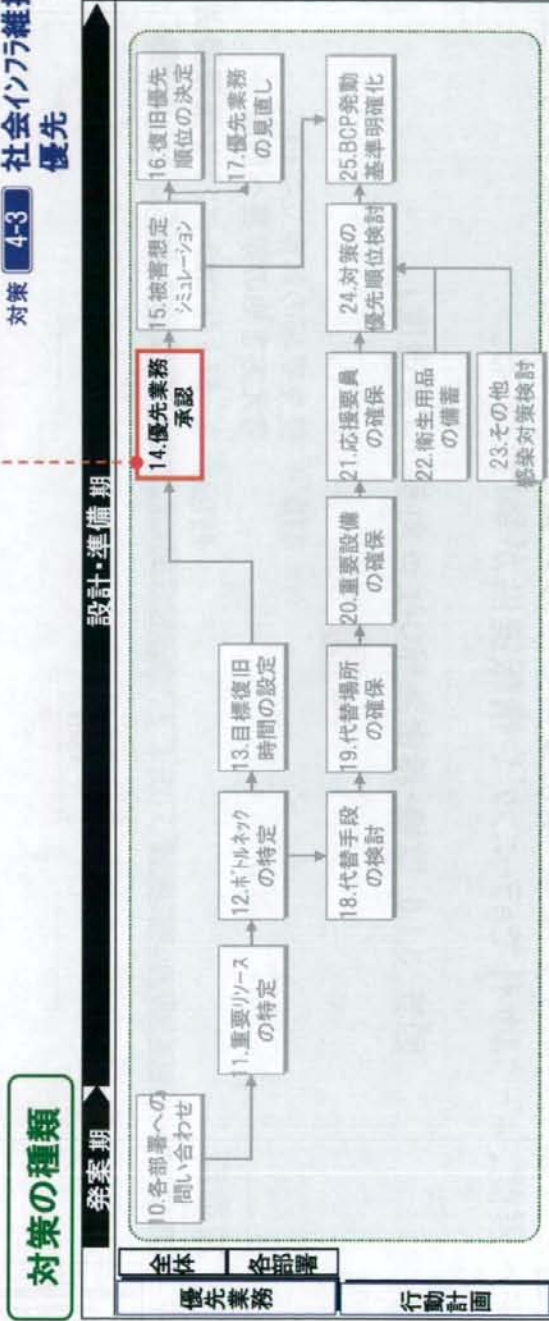 対策の種類
対策 4-3 社会インフラ維持
優先
発案期
設計・準備期
優先業務
全体
各部署
行動計画
10.各部署への
問い合わせ
11.重要リソース
の特定
12.ボトルネック
の特定
13.目標復旧
時間の設定
14.優先業務
承認
15.被害想定
シミュレーション
16.復旧優先
順位の決定
17.優先業務
の見直し
18.代替手段
の検討
19.代替場所
の確保
20.重要設備
の確保
21.応援要員
の確保
22.衛生用品
の備蓄
23.その他
感染対策検討
24.対策の
優先順位検討
25.BCP発動
基準明確化